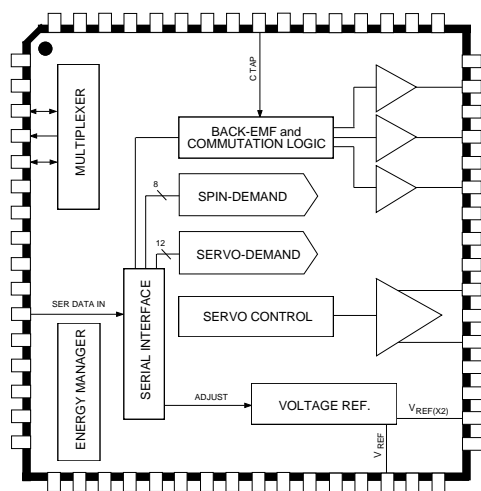 C TAP
MULTIPLEXER
BACK-EMF and
COMMUTATION LOGIC
8
SPIN-DEMAND
12
SERVO-DEMAND
SER DATA IN
SERIAL INTERFACE
SERVO CONTROL
ENERGY MANAGER
ADJUST
VOLTAGE REF.
VREF(X2)
VREF